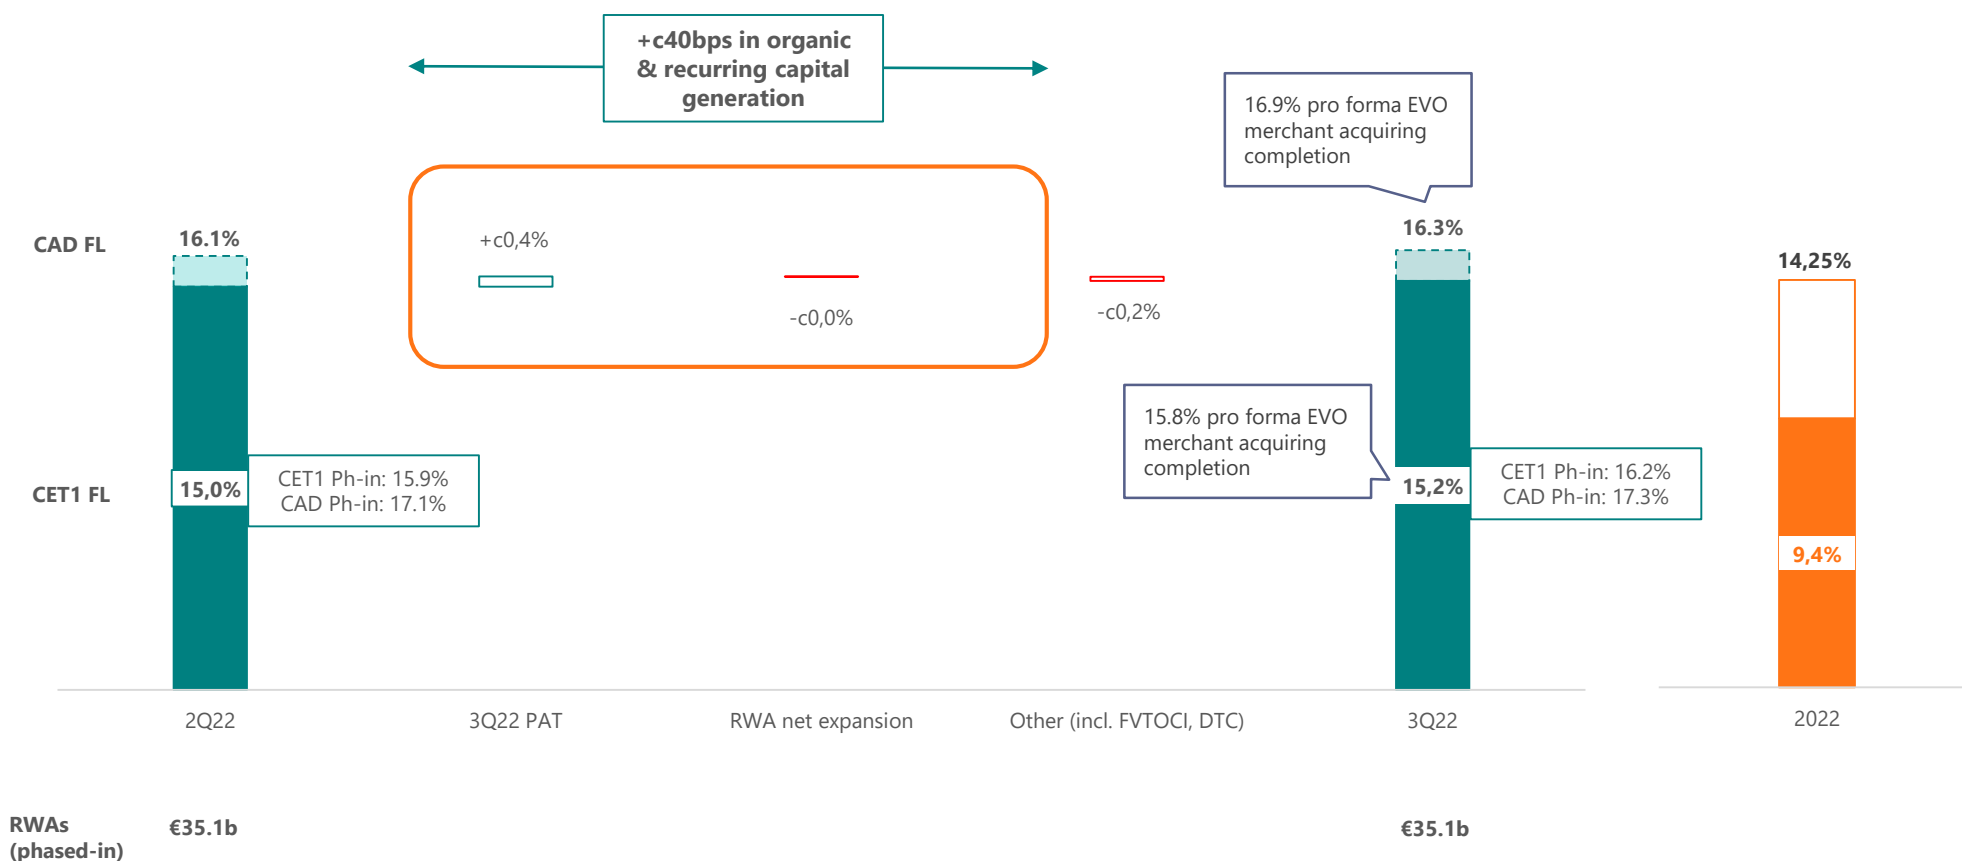 +c40bps in organic
& recurring capital
generation
16.9% pro forma EVO
merchant acquiring
completion
CAD FL
16.1%
+c0,4%
-c0,0%
-c0,2%
16.3%
14,25%
15.8% pro forma EVO
merchant acquiring
completion
CET1 FL
15,0%
CET1 Ph-in: 15.9%
CAD Ph-in: 17.1%
15,2%
CET1 Ph-in: 16.2%
CAD Ph-in: 17.3%
9,4%
2Q22
3Q22 PAT
RWA net expansion
Other (incl. FVTOCI, DTC)
3Q22
2022
RWAs
(phased-in)
€35.1b
€35.1b